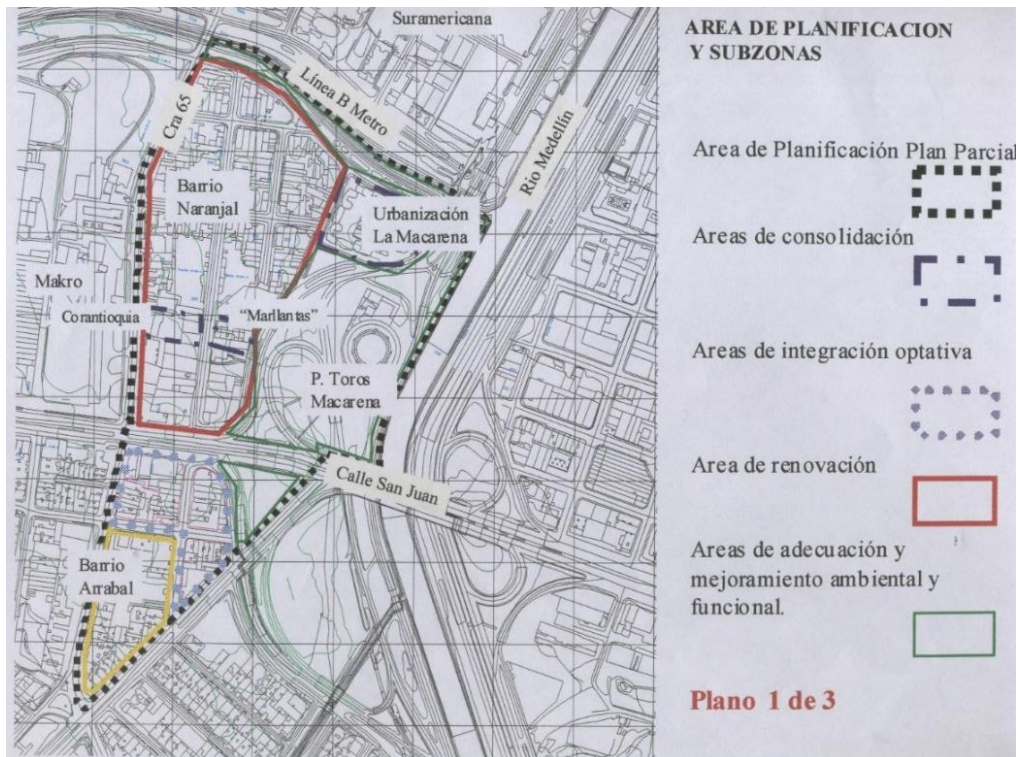 Suramericana
Línea B Metro
Cra 65
Río Medellín
Barrio
Naranjal
Urbanización
La Macarena
Makro
Corantioquia
“Marllantas”
P. Toros
Macarena
Calle San Juan
Barrio
Arrabal
AREA DE PLANIFICACION
Y SUBZONAS
Area de Planificación Plan Parcial
Areas de consolidación
Areas de integración optativa
Area de renovación
Areas de adecuación y
mejoramiento ambiental y
funcional.
Plano 1 de 3